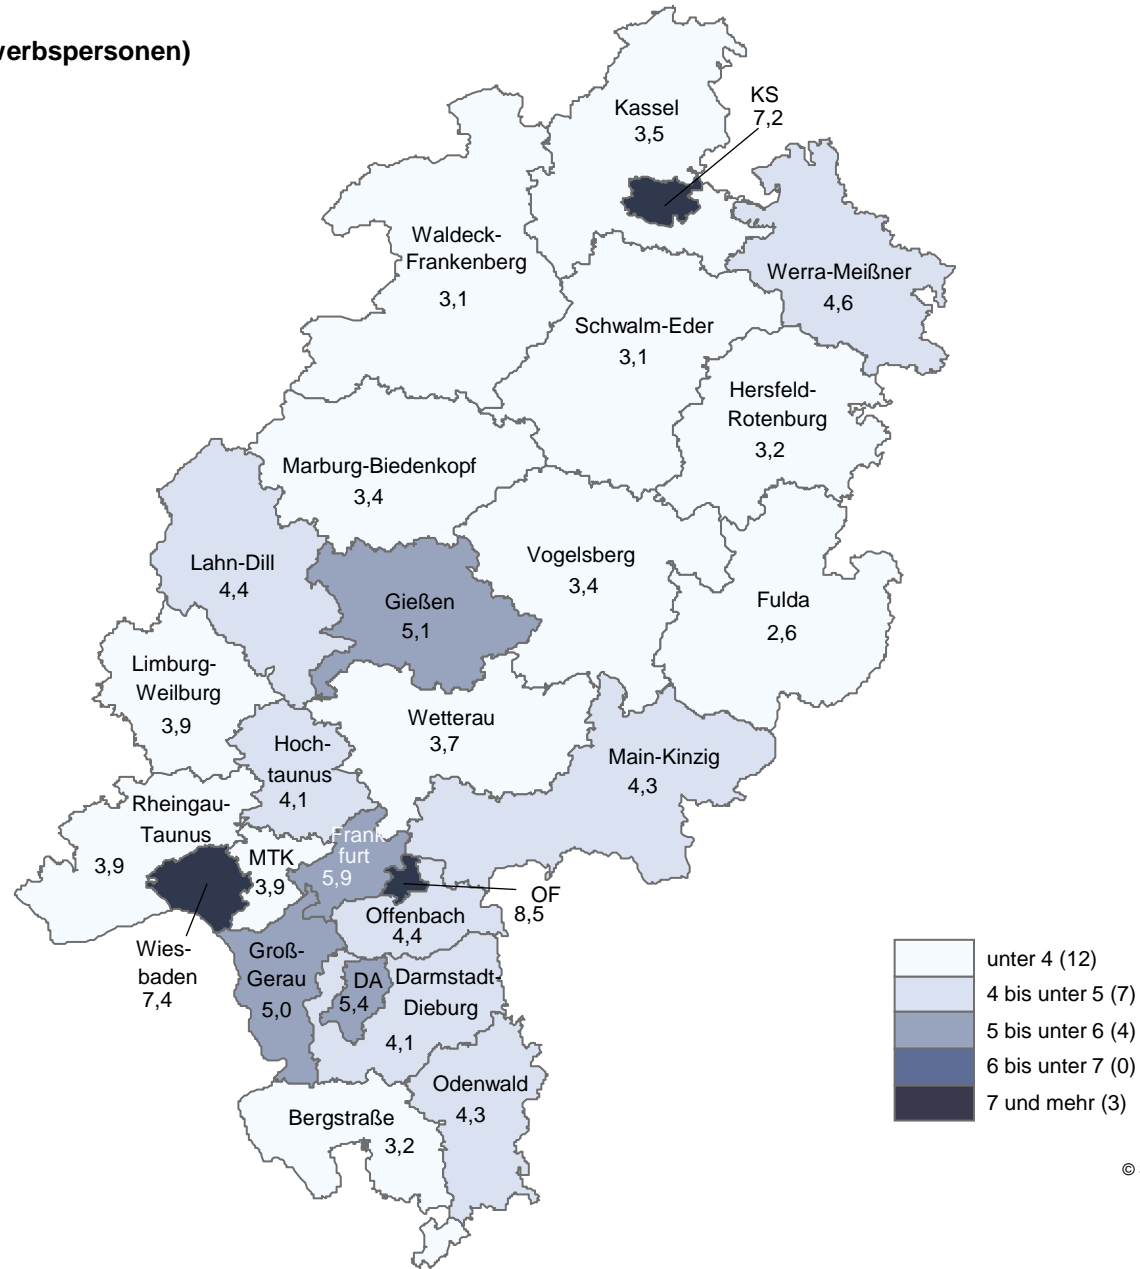 werbspersonen)
Kassel
3,5
KS
7,2
Waldeck-
Frankenberg
3,1
Werra-Meißner
4,6
Schwalm-Eder
3,1
Hersfeld-
Rotenburg
3,2
Marburg-Biedenkopf
3,4
Lahn-Dill
4,4
Gießen
5,1
Vogelsberg
3,4
Fulda
2,6
Limburg-
Weilburg
3,9
Wetterau
3,7
Hoch-
taunus
4,1
Main-Kinzig
4,3
Rheingau-
Taunus
3,9
MTK
3,9
Frank
furt
5,9
OF
8,5
Offenbach
4,4
Wies-
baden
7,4
Groß-
Gerau
5,0
DA
5,4
Darmstadt-
Dieburg
4,1
Odenwald
4,3
Bergstraße
3,2
unter 4 (12)
4 bis unter 5 (7)
5 bis unter 6 (4)
6 bis unter 7 (0)
7 und mehr (3)
©